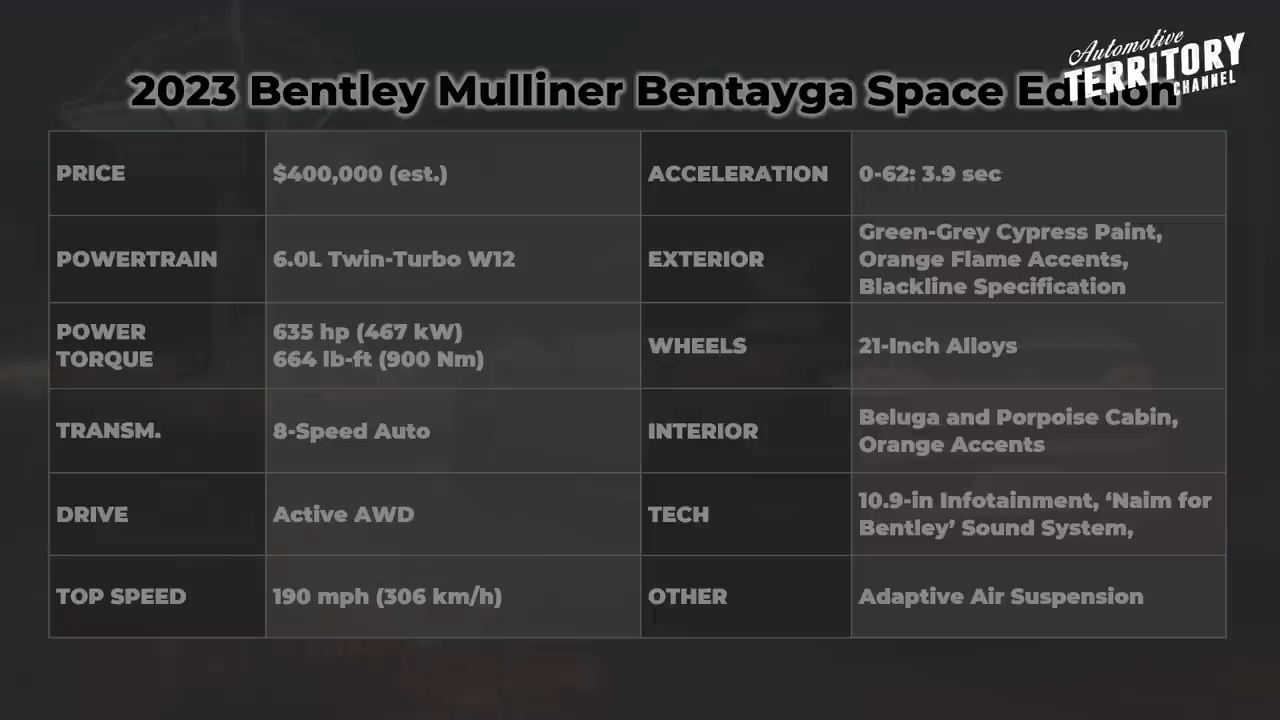 Automotive
TERRITORY
CHANNEL
2023 Bentley Mulliner Bentayga Space Edition
PRICE
$400,000 (est.)
ACCELERATION
0-62: 3.9 sec
POWERTRAIN
6.0L Twin-Turbo W12
EXTERIOR
Green-Grey Cypress Paint,
Orange Flame Accents,
Blackline Specification
POWER
TORQUE
635 hp (467 kW)
664 lb-ft (900 Nm)
WHEELS
21-Inch Alloys
TRANSM.
8-Speed Auto
INTERIOR
Beluga and Porpoise Cabin,
Orange Accents
DRIVE
Active AWD
TECH
10.9-in Infotainment, ‘Naim for
Bentley’ Sound System,
TOP SPEED
190 mph (306 km/h)
OTHER
Adaptive Air Suspension